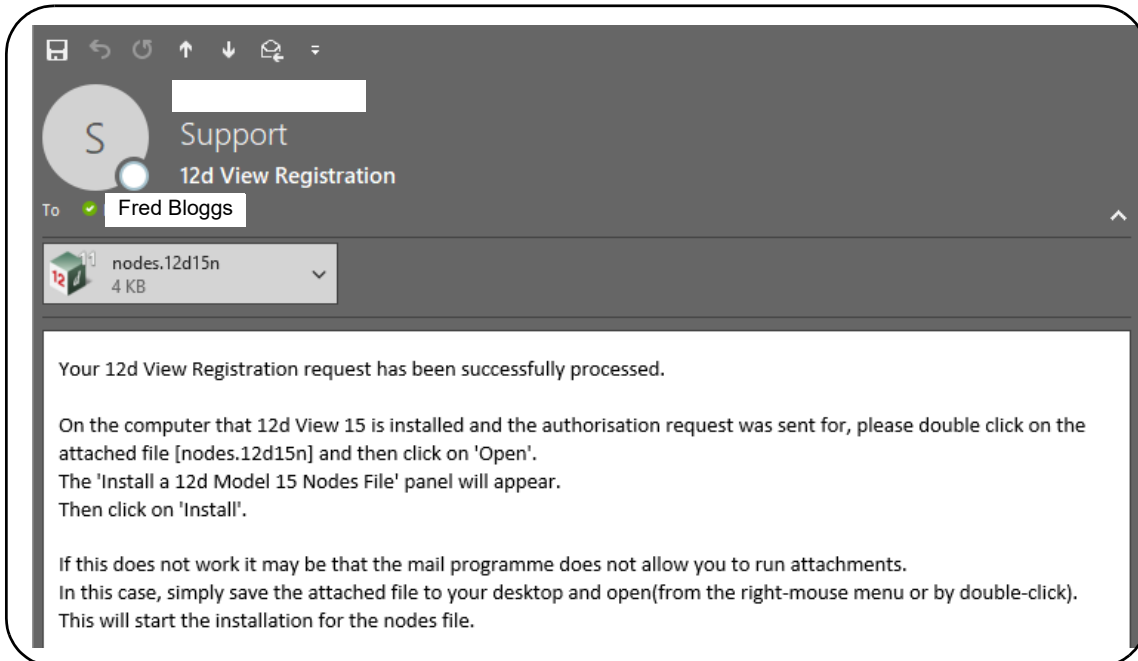 S
Support
12d View Registration
To Fred Bloggs
11
12d
nodes.12d15n
4 KB
Your 12d View Registration request has been successfully processed.
On the computer that 12d View 15 is installed and the authorisation request was sent for, please double click on the
attached file [nodes.12d15n] and then click on 'Open'.
The 'Install a 12d Model 15 Nodes File' panel will appear.
Then click on 'Install'.
If this does not work it may be that the mail programme does not allow you to run attachments.
In this case, simply save the attached file to your desktop and open(from the right-mouse menu or by double-click).
This will start the installation for the nodes file.